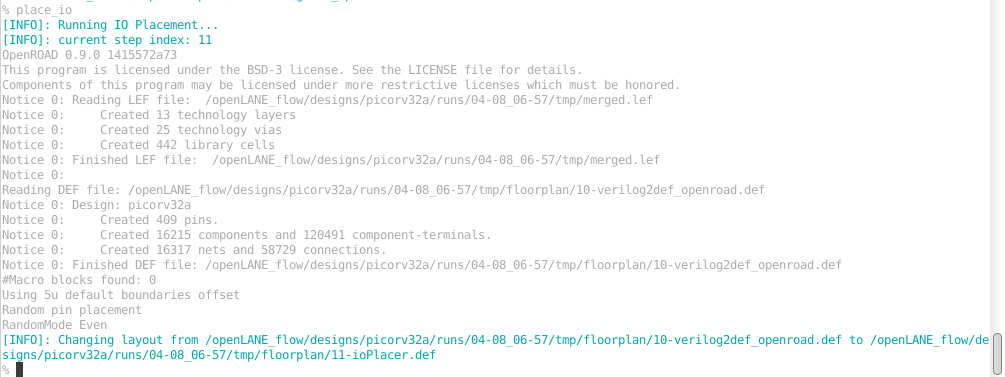 % place_io
[INFO]: Running IO Placement...
[INFO]: current step index: 11
OpenROAD 0.9.0 1415572a73
This program is licensed under the BSD-3 license. See the LICENSE file for details.
Components of this program may be licensed under more restrictive licenses which must be honored.
Notice 0: Reading LEF file:  /openLANE_flow/designs/picorv32a/runs/04-08_06-57/tmp/merged.lef
Notice 0:     Created 13 technology layers
Notice 0:     Created 25 technology vias
Notice 0:     Created 442 library cells
Notice 0: Finished LEF file:  /openLANE_flow/designs/picorv32a/runs/04-08_06-57/tmp/merged.lef
Notice 0:
Reading DEF file: /openLANE_flow/designs/picorv32a/runs/04-08_06-57/tmp/floorplan/10-verilog2def_openroad.def
Notice 0: Design: picorv32a
Notice 0:     Created 409 pins.
Notice 0:     Created 16215 components and 120491 component-terminals.
Notice 0:     Created 16317 nets and 58729 connections.
Notice 0: Finished DEF file: /openLANE_flow/designs/picorv32a/runs/04-08_06-57/tmp/floorplan/10-verilog2def_openroad.def
#Macro blocks found: 0
Using 5u default boundaries offset
Random pin placement
RandomMode Even
[INFO]: Changing layout from /openLANE_flow/designs/picorv32a/runs/04-08_06-57/tmp/floorplan/10-verilog2def_openroad.def to /openLANE_flow/de
signs/picorv32a/runs/04-08_06-57/tmp/floorplan/11-ioPlacer.def
%